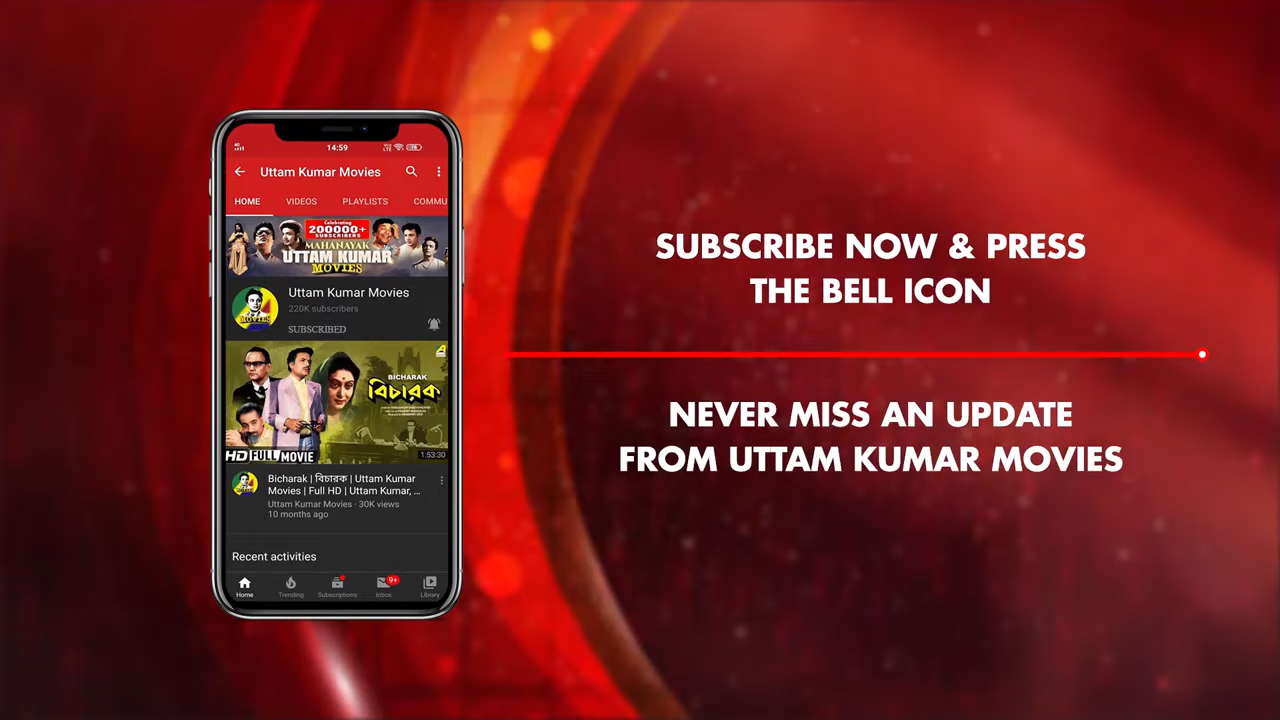 14:59
Uttam Kumar Movies
HOME VIDEOS PLAYLISTS COMMU
Celebrating
200000+
SUBSCRIBERS
MAHANAYAK
UTTAM KUMAR
MOVIES
Uttam Kumar Movies
220K subscribers
SUBSCRIBED
BICHARAK
বিচারক
HD FULL MOVIE
1:53:30
Bicharak | বিচারক | Uttam Kumar
Movies | Full HD | Uttam Kumar, ...
Uttam Kumar Movies · 30K views
10 months ago
Recent activities
9+
Home Trending Subscriptions Inbox Library
SUBSCRIBE NOW & PRESS
THE BELL ICON
NEVER MISS AN UPDATE
FROM UTTAM KUMAR MOVIES